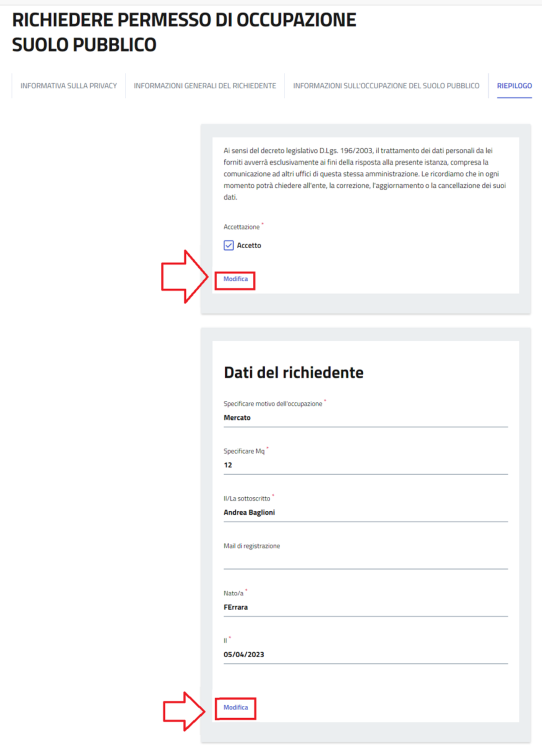 RICHIEDERE PERMESSO DI OCCUPAZIONE
SUOLO PUBBLICO
INFORMATIVA SULLA PRIVACY INFORMAZIONI GENERALI DEL RICHIEDENTE INFORMAZIONI SULL'OCCUPAZIONE DEL SUOLO PUBBLICO RIEPILOGO
Ai sensi del decreto legislativo D.Lgs. 196/2003, il trattamento dei dati personali da lei
forniti avverrà esclusivamente ai fini della risposta alla presente istanza, compresa la
comunicazione ad altri uffici di questa stessa amministrazione. Le ricordiamo che in ogni
momento potrà chiedere all'ente, la correzione, l'aggiornamento o la cancellazione dei suoi
dati.
Accettazione *
Accetto
Modifica
Dati del richiedente
Specificare motivo dell'occupazione *
Mercato
Specificare Mq *
12
Il/La sottoscritto *
Andrea Baglioni
Mail di registrazione
Nato/a *
FErrara
Il *
05/04/2023
Modifica